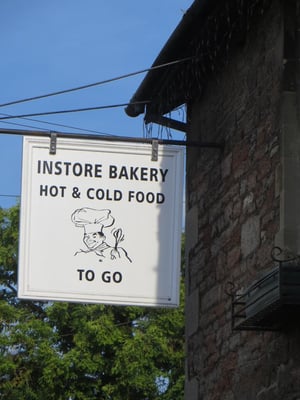 INSTORE BAKERY
HOT & COLD FOOD
TO GO